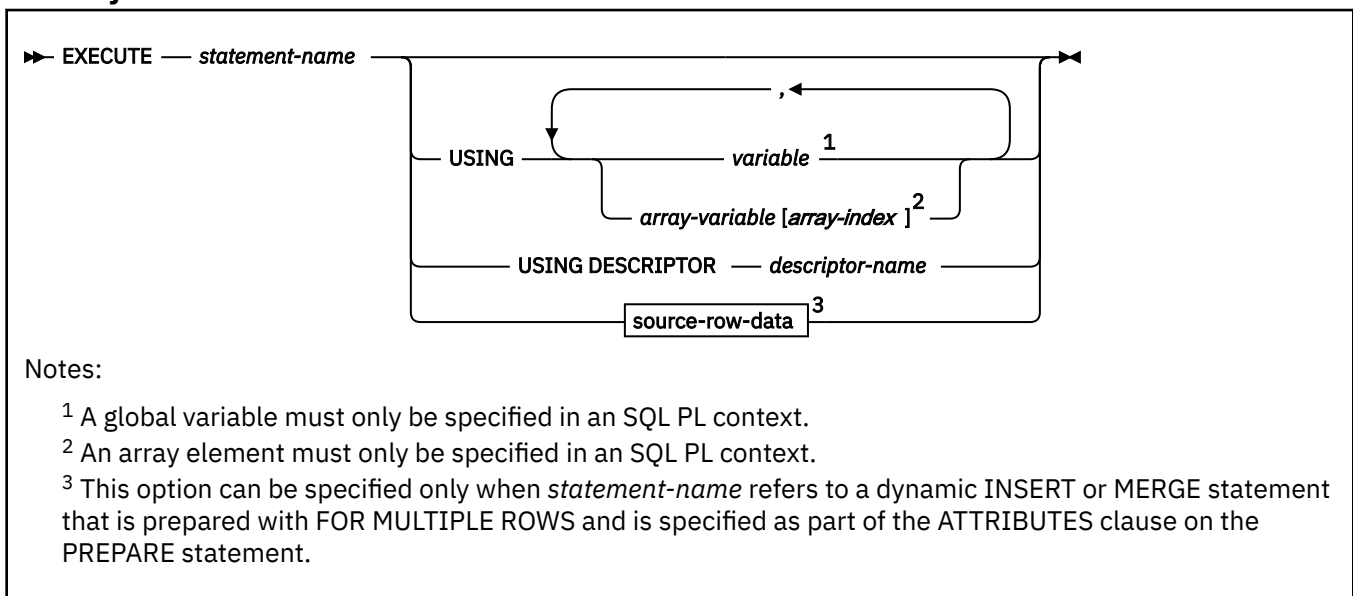 EXECUTE statement-name
,
USING variable 1
array-variable [array-index ] 2
USING DESCRIPTOR descriptor-name
source-row-data 3
Notes:
1 A global variable must only be specified in an SQL PL context.
2 An array element must only be specified in an SQL PL context.
3 This option can be specified only when statement-name refers to a dynamic INSERT or MERGE statement
that is prepared with FOR MULTIPLE ROWS and is specified as part of the ATTRIBUTES clause on the
PREPARE statement.